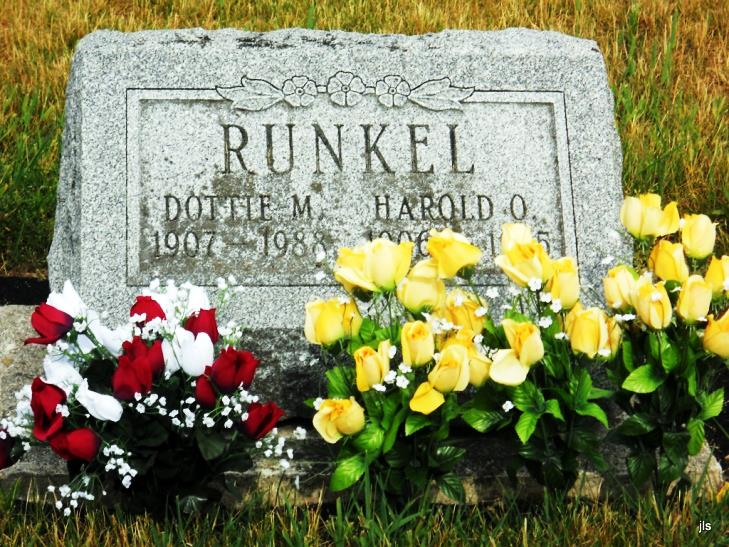 RUNKEL
DOTTIE M. HAROLD O.
1907 - 1988
jls